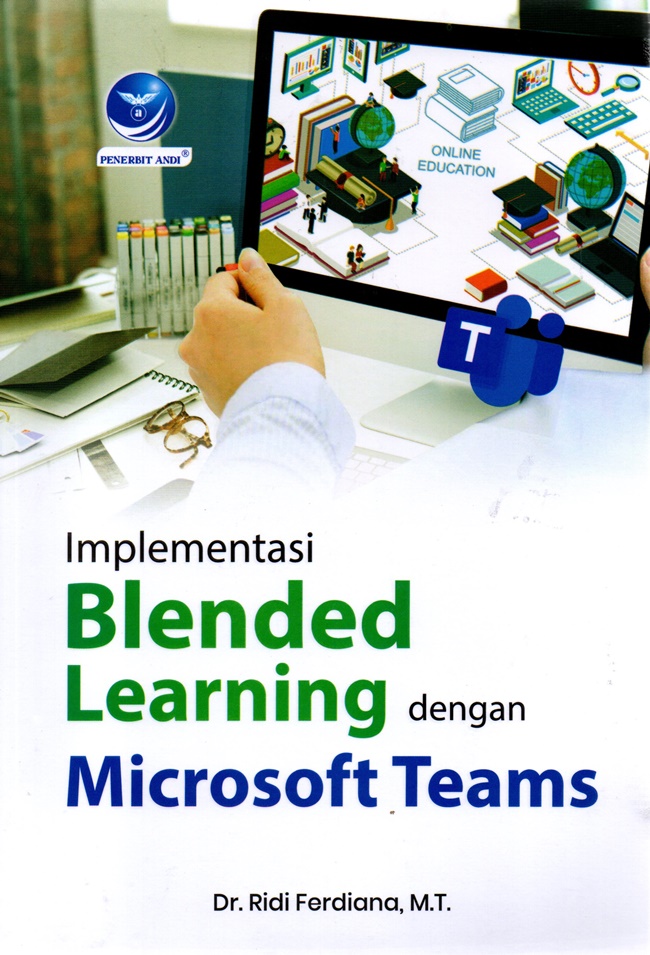 a
PENERBIT ANDI®
ONLINE
EDUCATION
T
Implementasi
Blended
Learning dengan
Microsoft Teams
Dr. Ridi Ferdiana, M.T.